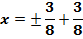 x = ± 3/8 + 3/8